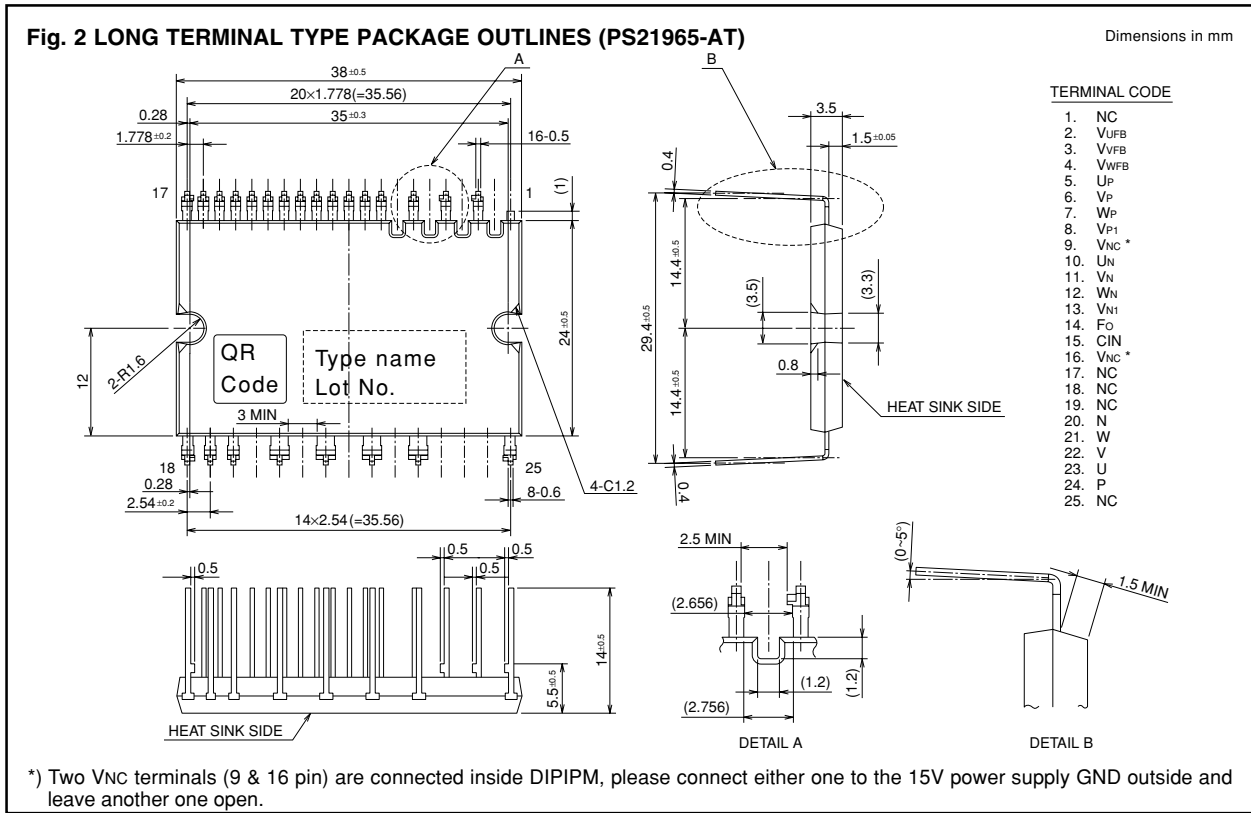 Fig. 2 LONG TERMINAL TYPE PACKAGE OUTLINES (PS21965-AT)
Dimensions in mm
A
B
38±0.5
20×1.778(=35.56)
0.28
35±0.3
1.778±0.2
16-0.5
17
1
(1)
24±0.5
12
2-R1.6
QR
Code
Type name
Lot No.
3 MIN
18
25
0.28
2.54±0.2
8-0.6
4-C1.2
14×2.54(=35.56)
3.5
1.5±0.05
0.4
14.4±0.5
29.4±0.5
(3.5)
(3.3)
0.8
14.4±0.5
HEAT SINK SIDE
0.4
TERMINAL CODE
1. NC
2. VUFB
3. VVFB
4. VWFB
5. UP
6. VP
7. WP
8. VP1
9. VNC *
10. UN
11. VN
12. WN
13. VN1
14. FO
15. CIN
16. VNC *
17. NC
18. NC
19. NC
20. N
21. W
22. V
23. U
24. P
25. NC
0.5
0.5
0.5
0.5
14±0.5
5.5±0.5
HEAT SINK SIDE
2.5 MIN
(2.656)
(1.2)
(1.2)
(2.756)
DETAIL A
(0~5°)
1.5 MIN
DETAIL B
*) Two VNC terminals (9 & 16 pin) are connected inside DIPIPM, please connect either one to the 15V power supply GND outside and
leave another one open.